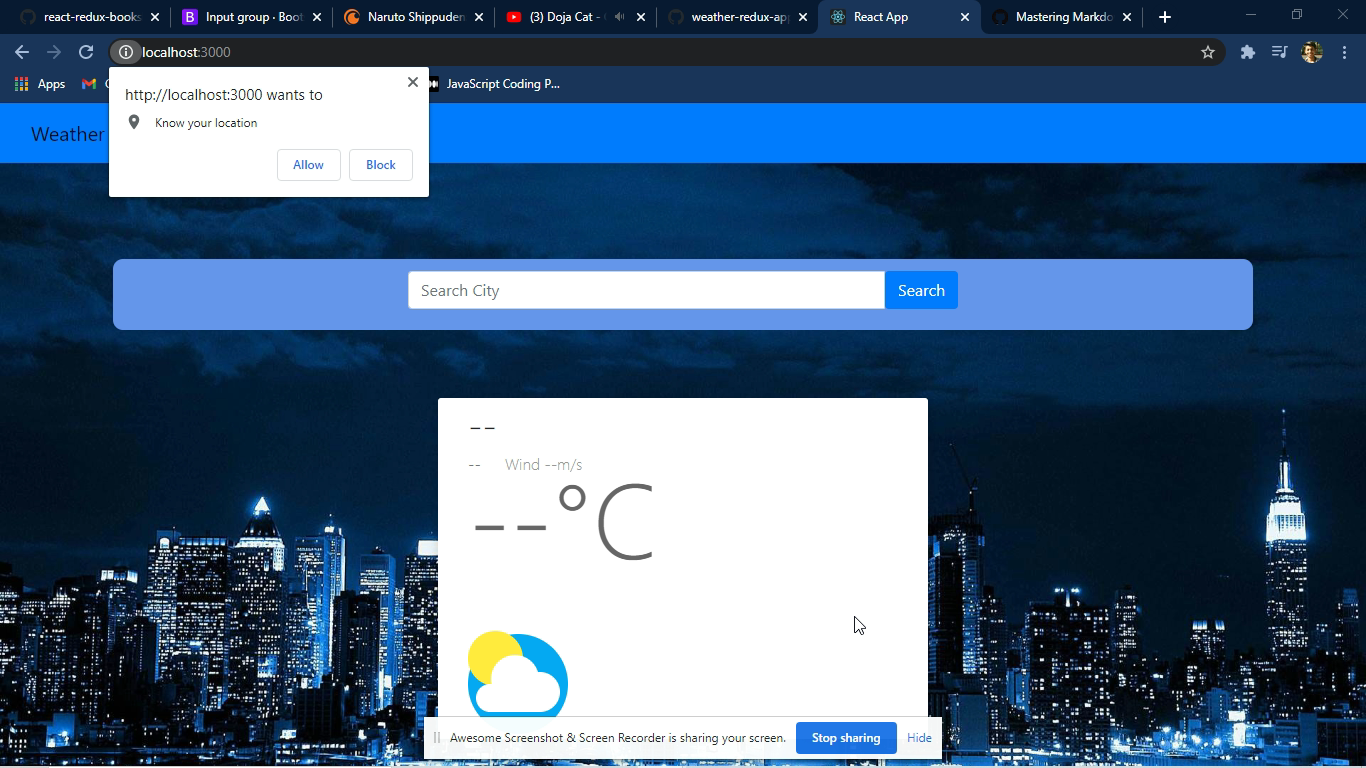 react-redux-books
Input group · Boot
Naruto Shippuden
(3) Doja Cat -
weather-redux-app
React App
Mastering Markdo
localhost:3000
Apps
JavaScript Coding P...
http://localhost:3000 wants to
Know your location
Allow
Block
Weather
Search City
Search
--
-- Wind --m/s
--°C
Awesome Screenshot & Screen Recorder is sharing your screen.
Stop sharing
Hide